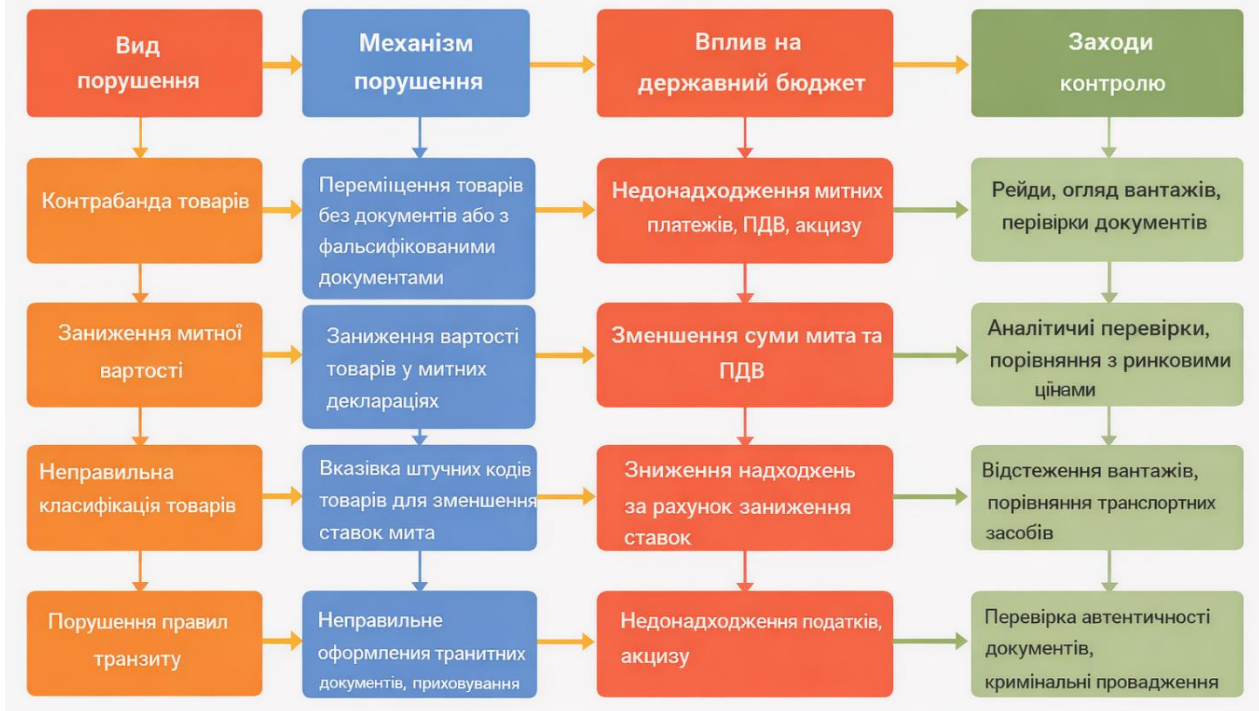 Вид
порушення
Механізм
порушення
Вплив на
державний бюджет
Заходи
контролю
Контрабанда товарів
Переміщення товарів
без документів або з
фальсифікованими
документами
Недонадходження митних
платежів, ПДВ, акцизу
Рейди, огляд вантажів,
перівірки документів
Заниження митної
вартості
Заниження вартості
товарів у митних
деклараціях
Зменшення суми мита та
ПДВ
Аналітичиі перевірки,
порівняння з ринковими
цінами
Неправильна
класифікація товарів
Вказівка штучних кодів
товарів для зменшення
ставок мита
Зниження надходжень
за рахунок заниження
ставок
Відстеження вантажів,
порівняння транспортних
засобів
Порушення правил
транзиту
Неправильне
оформлення транитних
документів, приховування
Недонадходження податків,
акцизу
Перевірка автентичності
документів,
кримінальні провадження